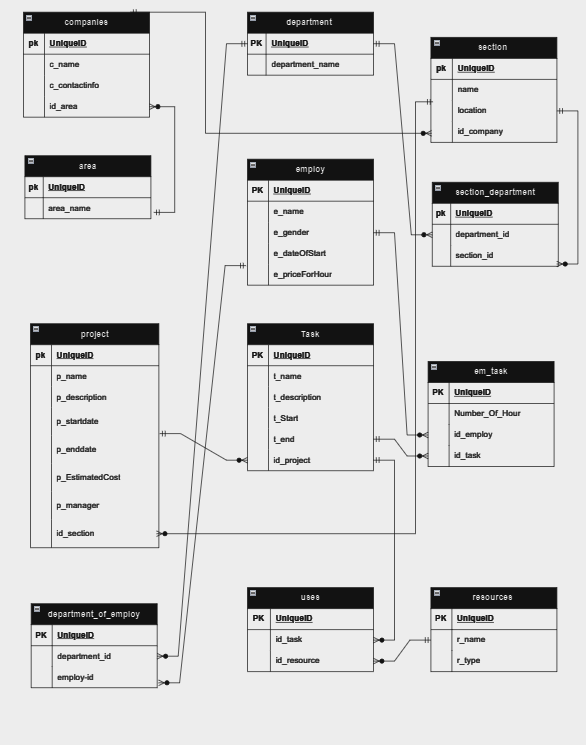 companies
pk UniqueID
c_name
c_contactinfo
id_area
department
PK UniqueID
department_name
section
pk UniqueID
name
location
id_company
area
pk UniqueID
area_name
employ
PK UniqueID
e_name
e_gender
e_dateOfStart
e_priceForHour
section_department
pk UniqueID
department_id
section_id
project
pk UniqueID
p_name
p_description
p_startdate
p_enddate
p_EstimatedCost
p_manager
id_section
Task
PK UniqueID
t_name
t_description
t_Start
t_end
id_project
em_task
PK UniqueID
Number_Of_Hour
id_employ
id_task
department_of_employ
PK UniqueID
department_id
employ-id
uses
PK UniqueID
id_task
id_resource
resources
PK UniqueID
r_name
r_type